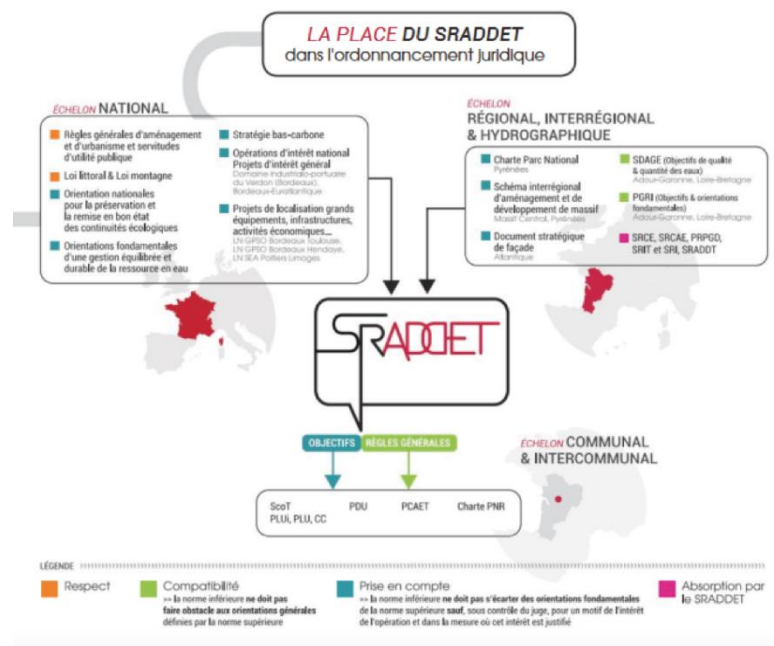 LA PLACE DU SRADDET
dans l'ordonnancement juridique
ÉCHELON NATIONAL
Règles générales d'aménagement
et d'urbanisme et servitudes
d'utilité publique
Loi littoral & Loi montagne
Orientation nationales
pour la préservation et
la remise en bon état
des continuités écologiques
Orientations fondamentales
d'une gestion équilibrée et
durable de la ressource en eau
Stratégie bas-carbone
Opérations d'intérêt national
Projets d'intérêt général
Domaine industrialo-portuaire
du Verdon (Bordeaux),
Bordeaux-Euratlantique
Projets de localisation grands
équipements, infrastructures,
activités économiques...
LN GPSO Bordeaux Toulouse,
LN GPSO Bordeaux Hendaye,
LN SEA Poitiers Limoges
ÉCHELON
RÉGIONAL, INTERRÉGIONAL
& HYDROGRAPHIQUE
Charte Parc National
Pyrénées
Schéma interrégional
d'aménagement et de
développement de massif
Massif Central, Pyrénées
Document stratégique
de façade
Atlantique
SDAGE (Objectifs de qualité
& quantité des eaux)
Adour-Garonne, Loire-Bretagne
PGRI (Objectifs & orientations
fondamentales)
Adour-Garonne, Loire-Bretagne
SRCE, SRCAE, PRPGD,
SRIT et SRI, SRADDT
SRADDET
OBJECTIFS RÈGLES GÉNÉRALES
ÉCHELON COMMUNAL
& INTERCOMMUNAL
ScoT PDU PCAET Charte PNR
PLUi, PLU, CC
LÉGENDE
Respect
Compatibilité
>> la norme inférieure ne doit pas
faire obstacle aux orientations générales
définies par la norme supérieure
Prise en compte
>> la norme inférieure ne doit pas s'écarter des orientations fondamentales
de la norme supérieure sauf, sous contrôle du juge, pour un motif de l'intérêt
de l'opération et dans la mesure où cet intérêt est justifié
Absorption par
le SRADDET